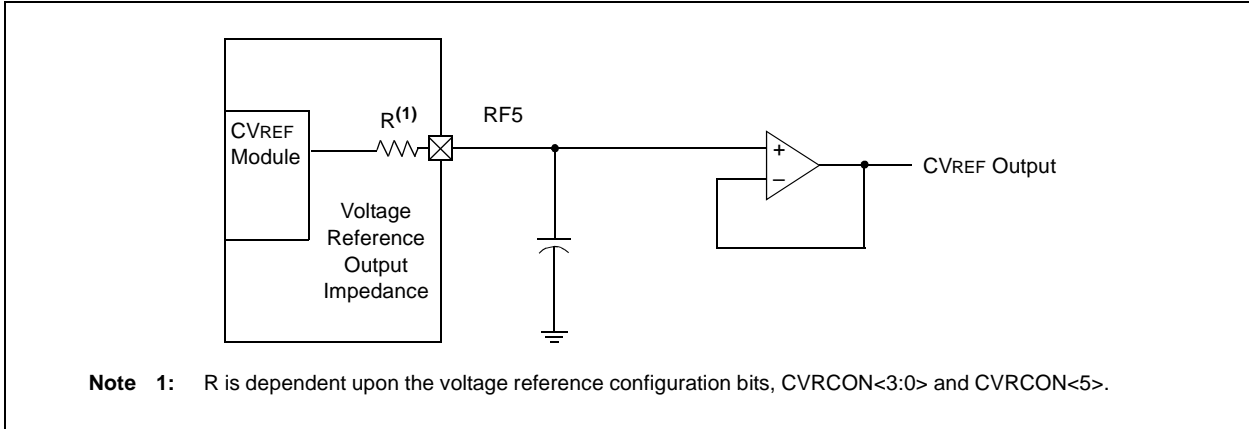 CVREF
Module
R(1)
RF5
Voltage
Reference
Output
Impedance
+
–
CVREF Output
Note 1: R is dependent upon the voltage reference configuration bits, CVRCON<3:0> and CVRCON<5>.